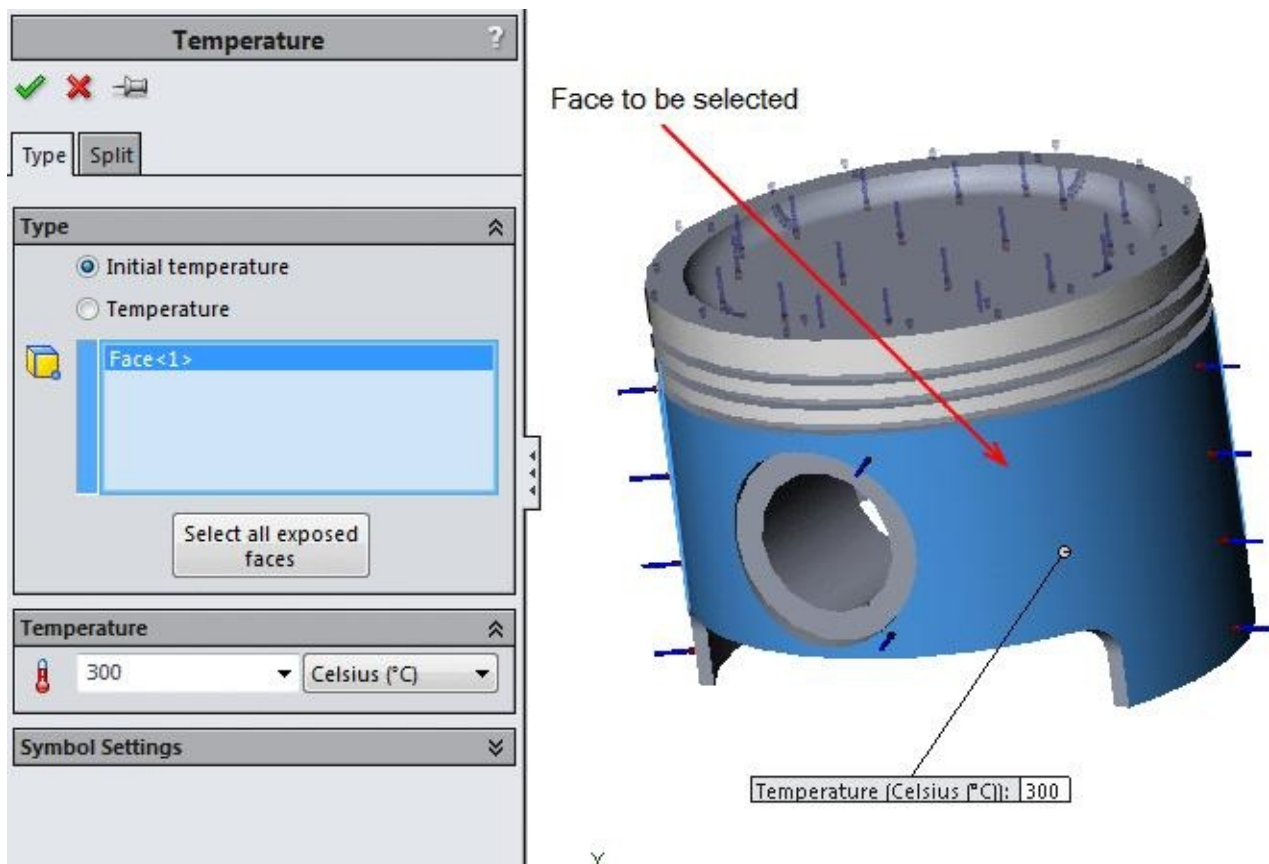 Temperature ?
Face to be selected
Type Split
Type
Initial temperature
Temperature
Face<1>
Select all exposed
faces
Temperature
300 Celsius (°C)
Symbol Settings
Temperature (Celsius (°C)): 300
Y